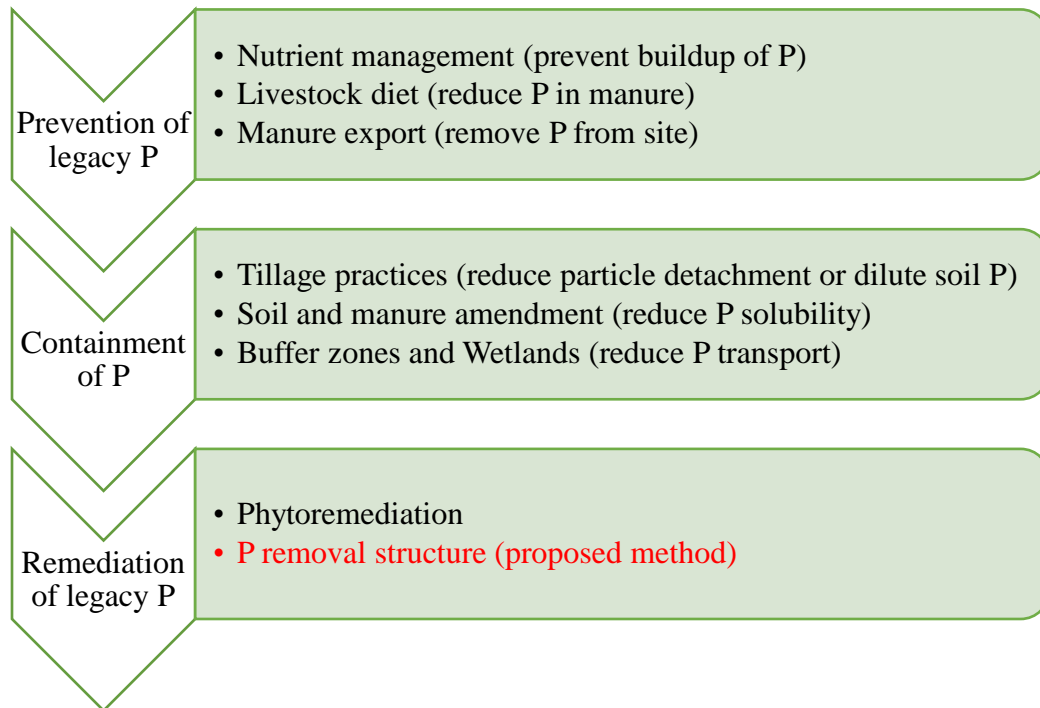 Prevention of
legacy P
• Nutrient management (prevent buildup of P)
• Livestock diet (reduce P in manure)
• Manure export (remove P from site)
Containment
of P
• Tillage practices (reduce particle detachment or dilute soil P)
• Soil and manure amendment (reduce P solubility)
• Buffer zones and Wetlands (reduce P transport)
Remediation
of legacy P
• Phytoremediation
• P removal structure (proposed method)